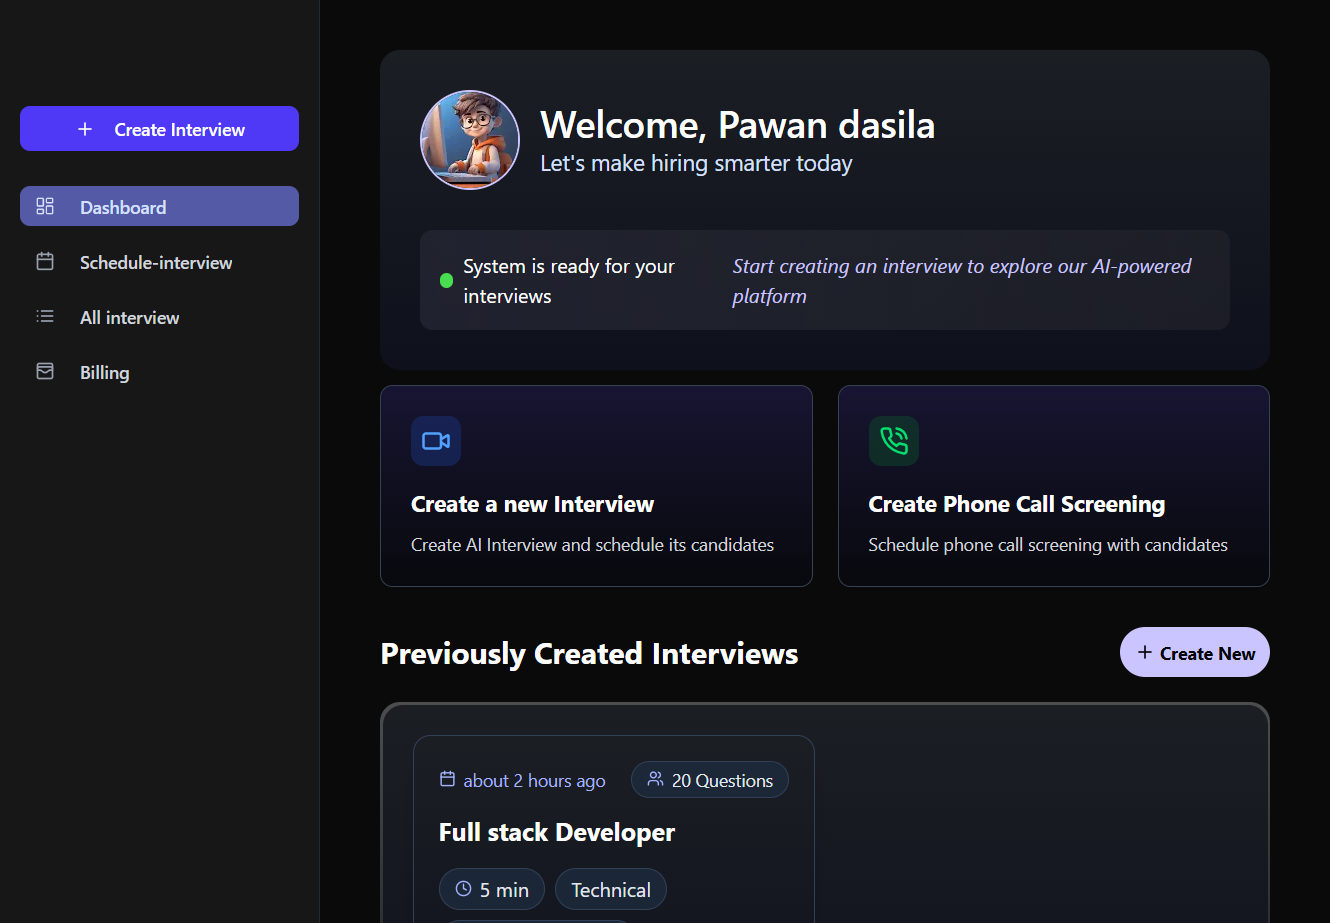 Create Interview
Dashboard
Schedule-interview
All interview
Billing
Welcome, Pawan dasila
Let's make hiring smarter today
System is ready for your
interviews
Start creating an interview to explore our AI-powered
platform
Create a new Interview
Create AI Interview and schedule its candidates
Create Phone Call Screening
Schedule phone call screening with candidates
Previously Created Interviews
Create New
about 2 hours ago
20 Questions
Full stack Developer
5 min
Technical